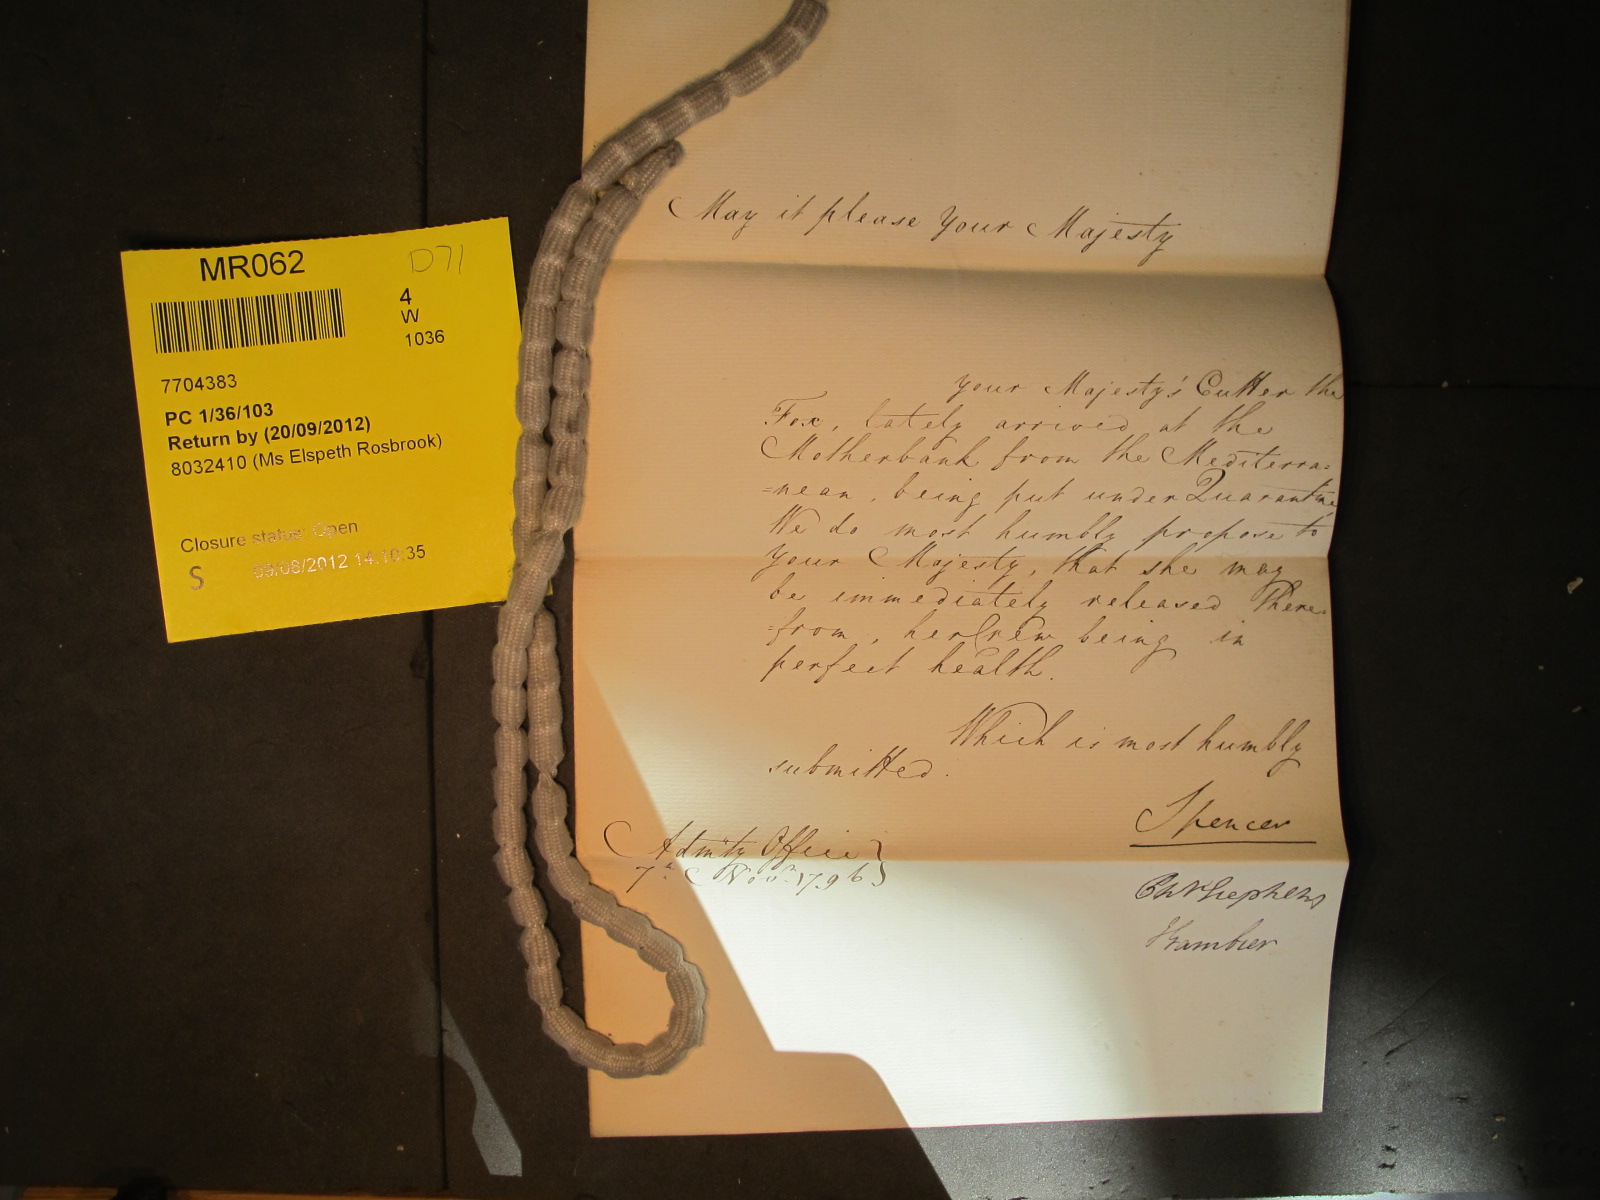 MR062
D71
4
W
1036
7704383
PC 1/36/103
Return by (20/09/2012)
8032410 (Ms Elspeth Rosbrook)
Closure status: Open
S
09/08/2012 14:10:35
May it please Your Majesty
Your Majesty's Cutter the
Fox, lately arrived at the
Motherbank from the Mediterra=
=nean, being put under Quarantine
We do most humbly propose to
Your Majesty, that she may
be immediately released There=
=from, her Crew being in
perfect health.
Which is most humbly
submitted.
Spencer
Admty Office }
7th Novr 1796 }
Chs Stephens
Gambier